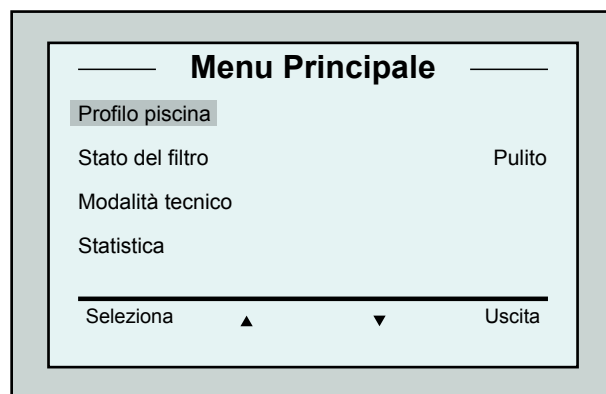 Menu Principale
Profilo piscina
Stato del filtro Pulito
Modalità tecnico
Statistica
Seleziona ▲ ▼ Uscita